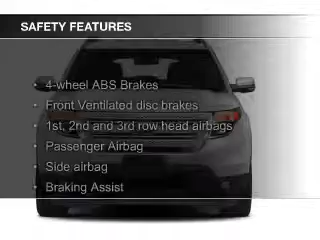 SAFETY FEATURES
• 4-wheel ABS Brakes
• Front Ventilated disc brakes
• 1st, 2nd and 3rd row head airbags
• Passenger Airbag
• Side airbag
• Braking Assist